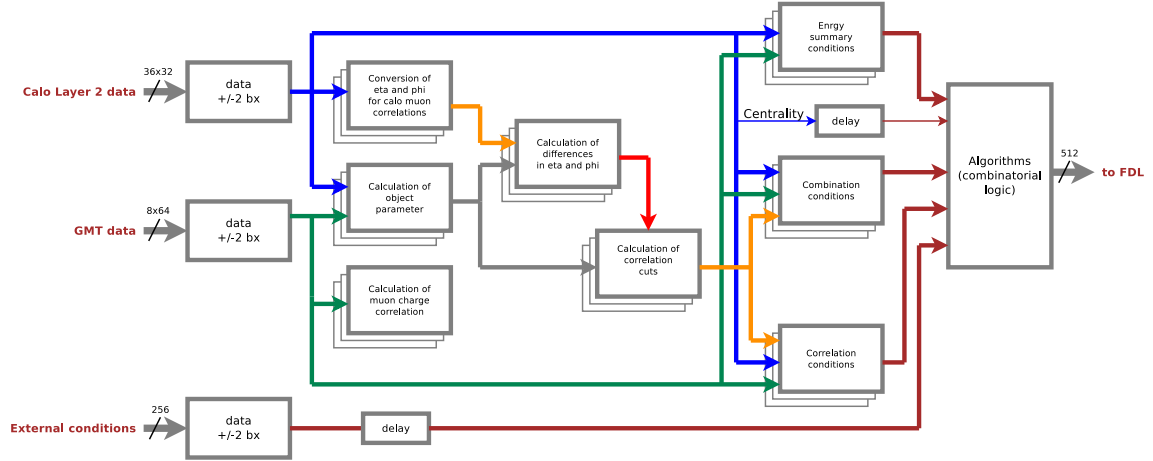 Enrgy
summary
conditions
36x32
Calo Layer 2 data
data
+/-2 bx
Conversion of
eta and phi
for calo muon
correlations
Centrality
delay
Calculation of
differences
in eta and phi
Algorithms
(combinatorial
logic)
512
to FDL
Calculation of
object
parameter
Combination
conditions
8x64
GMT data
data
+/-2 bx
Calculation of
correlation
cuts
Calculation of
muon charge
correlation
Correlation
conditions
256
External conditions
data
+/-2 bx
delay